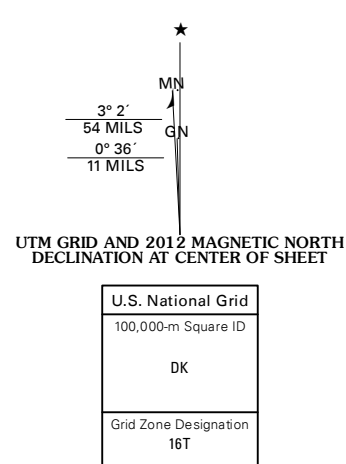 ★
MN
3° 2´
54 MILS
GN
0° 36´
11 MILS
UTM GRID AND 2012 MAGNETIC NORTH
DECLINATION AT CENTER OF SHEET
U.S. National Grid
100,000-m Square ID
DK
Grid Zone Designation
16T